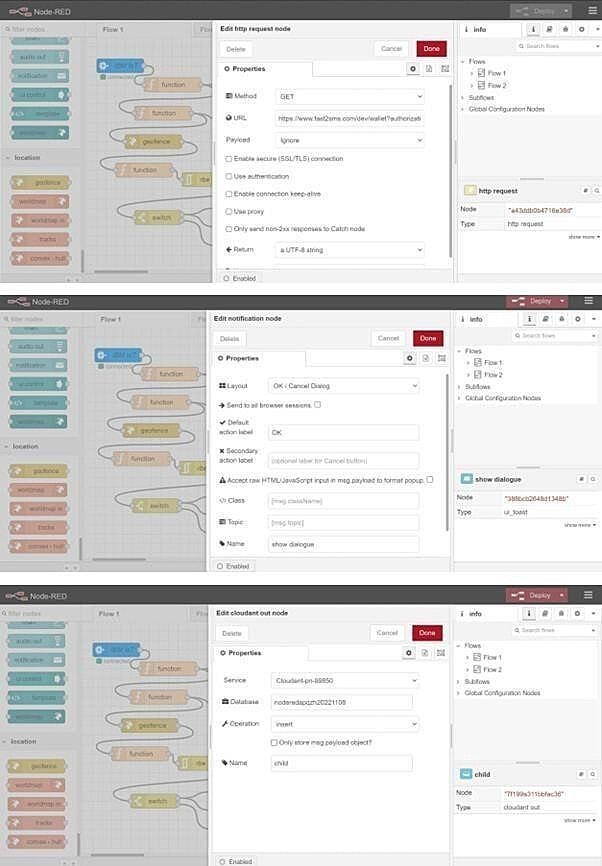 Node-RED
Deploy
filter nodes
Flow 1
Edit http request node
info
Delete
Cancel
Done
Search flows
audio out
notification
ui control
template
worldmap
location
geofence
worldmap
worldmap in
tracks
convex - hull
connected
function
function
geofence
function
rbe
switch
Properties
Method
GET
URL
https://www.fast2sms.com/dev/wallet?authorizati
Payload
Ignore
Enable secure (SSL/TLS) connection
Use authentication
Enable connection keep-alive
Use proxy
Only send non-2xx responses to Catch node
Return
a UTF-8 string
Enabled
Flows
Flow 1
Flow 2
Subflows
Global Configuration Nodes
http request
Node
Type
http request
show more
Node-RED
Deploy
filter nodes
Flow 1
Edit notification node
info
Delete
Cancel
Done
Search flows
audio out
notification
ui control
template
worldmap
location
geofence
worldmap
worldmap in
tracks
convex - hull
connected
function
function
geofence
function
switch
Properties
Layout
OK / Cancel Dialog
Send to all browser sessions.
Default
action label
OK
Secondary
action label
(optional label for Cancel button)
Accept raw HTML/JavaScript input in msg.payload to format popup.
Class
[msg.className]
Topic
[msg.topic]
Name
show dialogue
Enabled
Flows
Flow 1
Flow 2
Subflows
Global Configuration Nodes
show dialogue
Node
Type
ui_toast
show more
Node-RED
Deploy
filter nodes
Flow 1
Edit cloudant out node
info
Delete
Cancel
Done
Search flows
audio out
notification
ui control
template
worldmap
location
geofence
worldmap
worldmap in
tracks
convex - hull
connected
function
function
geofence
function
rbe
switch
Properties
Service
Cloudant-pn-89850
Database
Operation
insert
Only store msg.payload object?
Name
child
Enabled
Flows
Flow 1
Flow 2
Subflows
Global Configuration Nodes
child
Node
"7f199a311bbfac36"
Type
cloudant out
show more